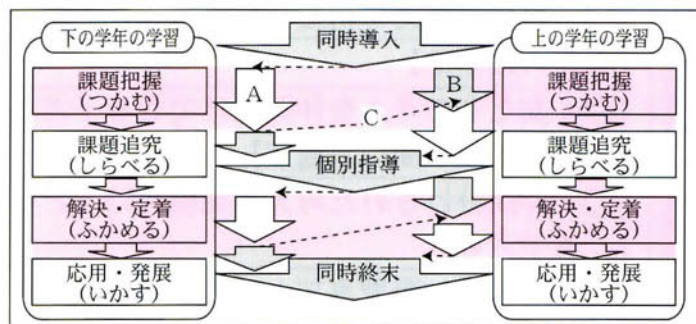 下の学年の学習
同時導入
上の学年の学習
課題把握
(つかむ)
A
B
課題把握
(つかむ)
C
課題追究
(しらべる)
個別指導
課題追究
(しらべる)
解決・定着
(ふかめる)
解決・定着
(ふかめる)
応用・発展
(いかす)
同時終末
応用・発展
(いかす)